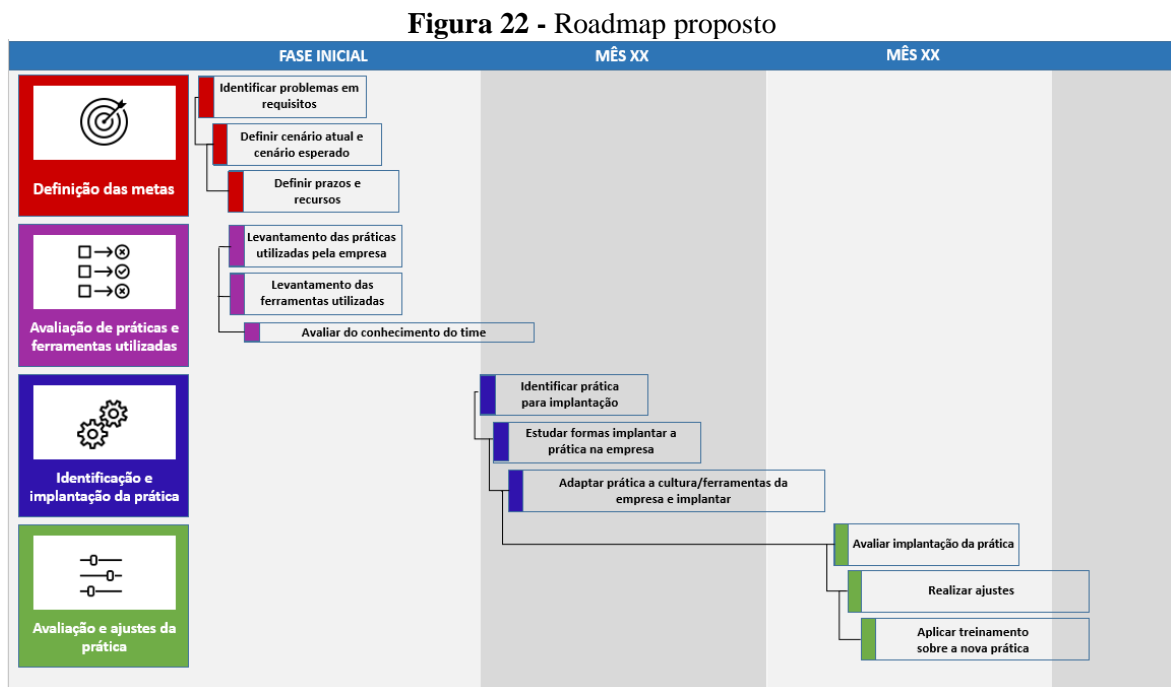 Figura 22 - Roadmap proposto
FASE INICIAL
MÊS XX
MÊS XX
Definição das metas
Identificar problemas em
requisitos
Definir cenário atual e
cenário esperado
Definir prazos e
recursos
Avaliação de práticas e
ferramentas utilizadas
Levantamento das práticas
utilizadas pela empresa
Levantamento das
ferramentas utilizadas
Avaliar do conhecimento do time
Identificação e
implantação da prática
Identificar prática
para implantação
Estudar formas implantar a
prática na empresa
Adaptar prática a cultura/ferramentas da
empresa e implantar
Avaliação e ajustes da
prática
Avaliar implantação da prática
Realizar ajustes
Aplicar treinamento
sobre a nova prática